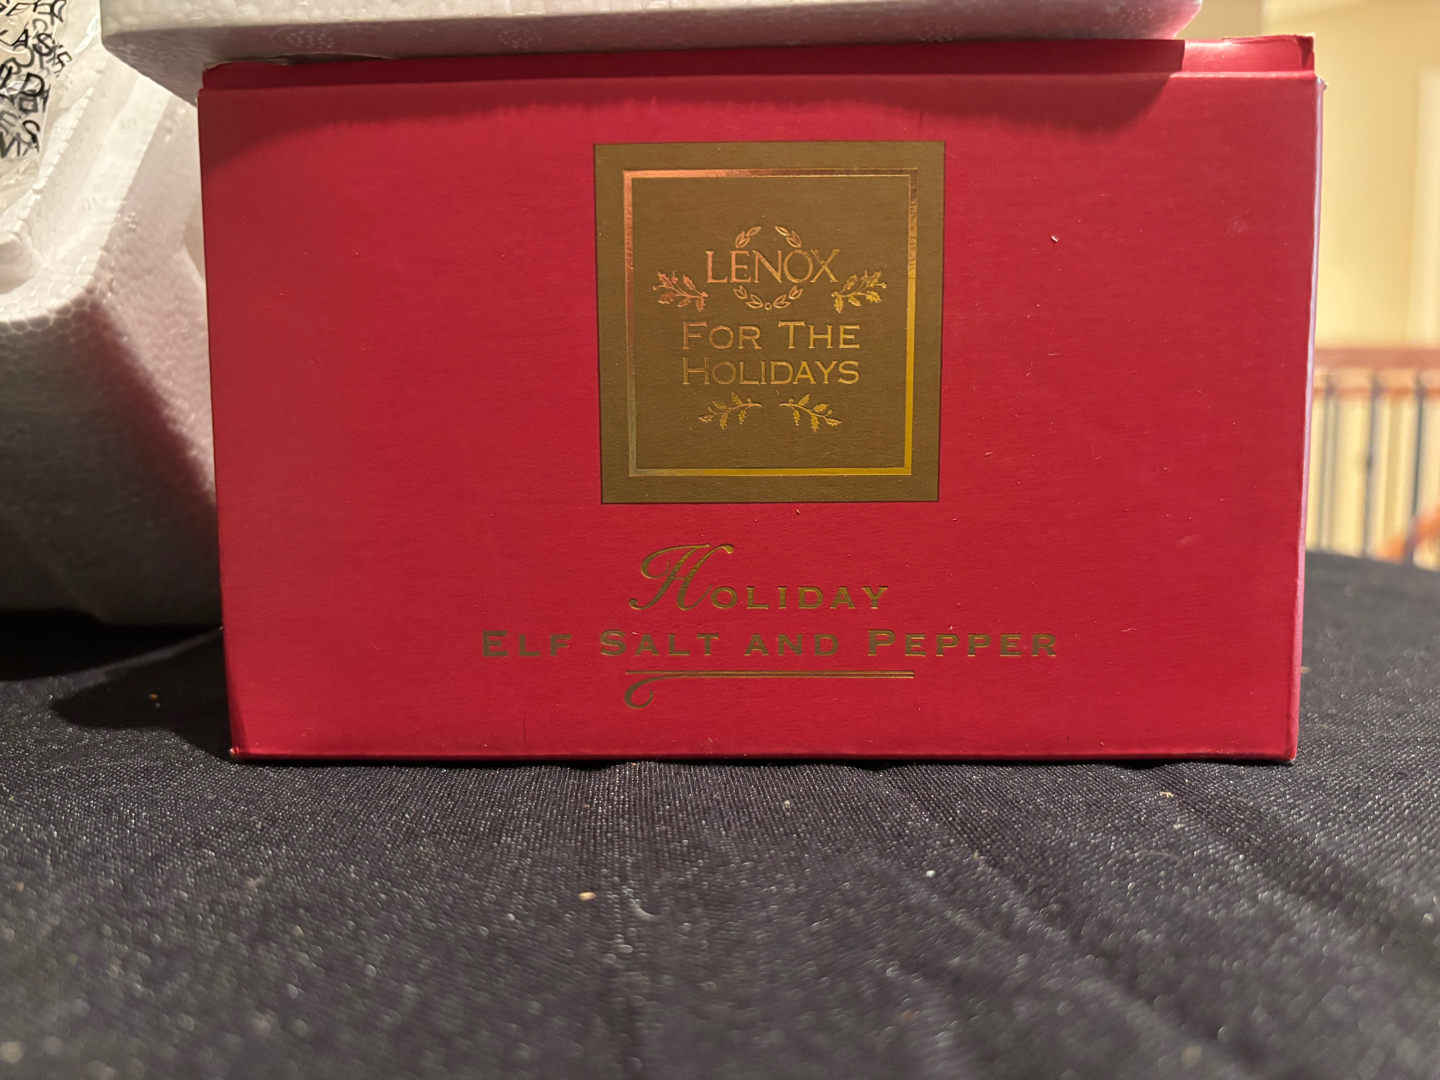 LENOX
FOR THE
HOLIDAYS
HOLIDAY
ELF SALT AND PEPPER